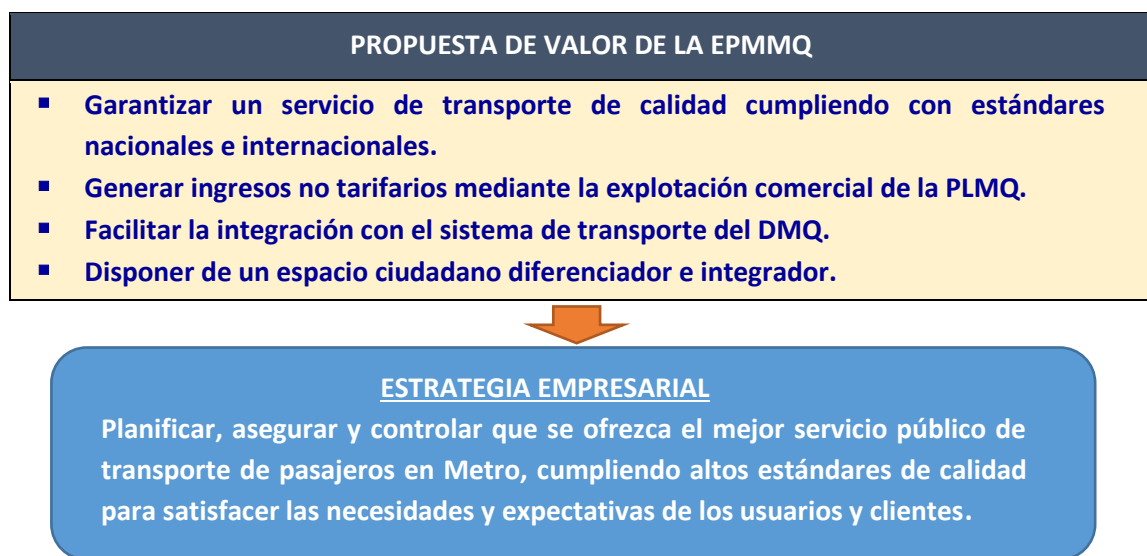 PROPUESTA DE VALOR DE LA EPMMQ
▪ Garantizar un servicio de transporte de calidad cumpliendo con estándares
nacionales e internacionales.
▪ Generar ingresos no tarifarios mediante la explotación comercial de la PLMQ.
▪ Facilitar la integración con el sistema de transporte del DMQ.
▪ Disponer de un espacio ciudadano diferenciador e integrador.
ESTRATEGIA EMPRESARIAL
Planificar, asegurar y controlar que se ofrezca el mejor servicio público de
transporte de pasajeros en Metro, cumpliendo altos estándares de calidad
para satisfacer las necesidades y expectativas de los usuarios y clientes.